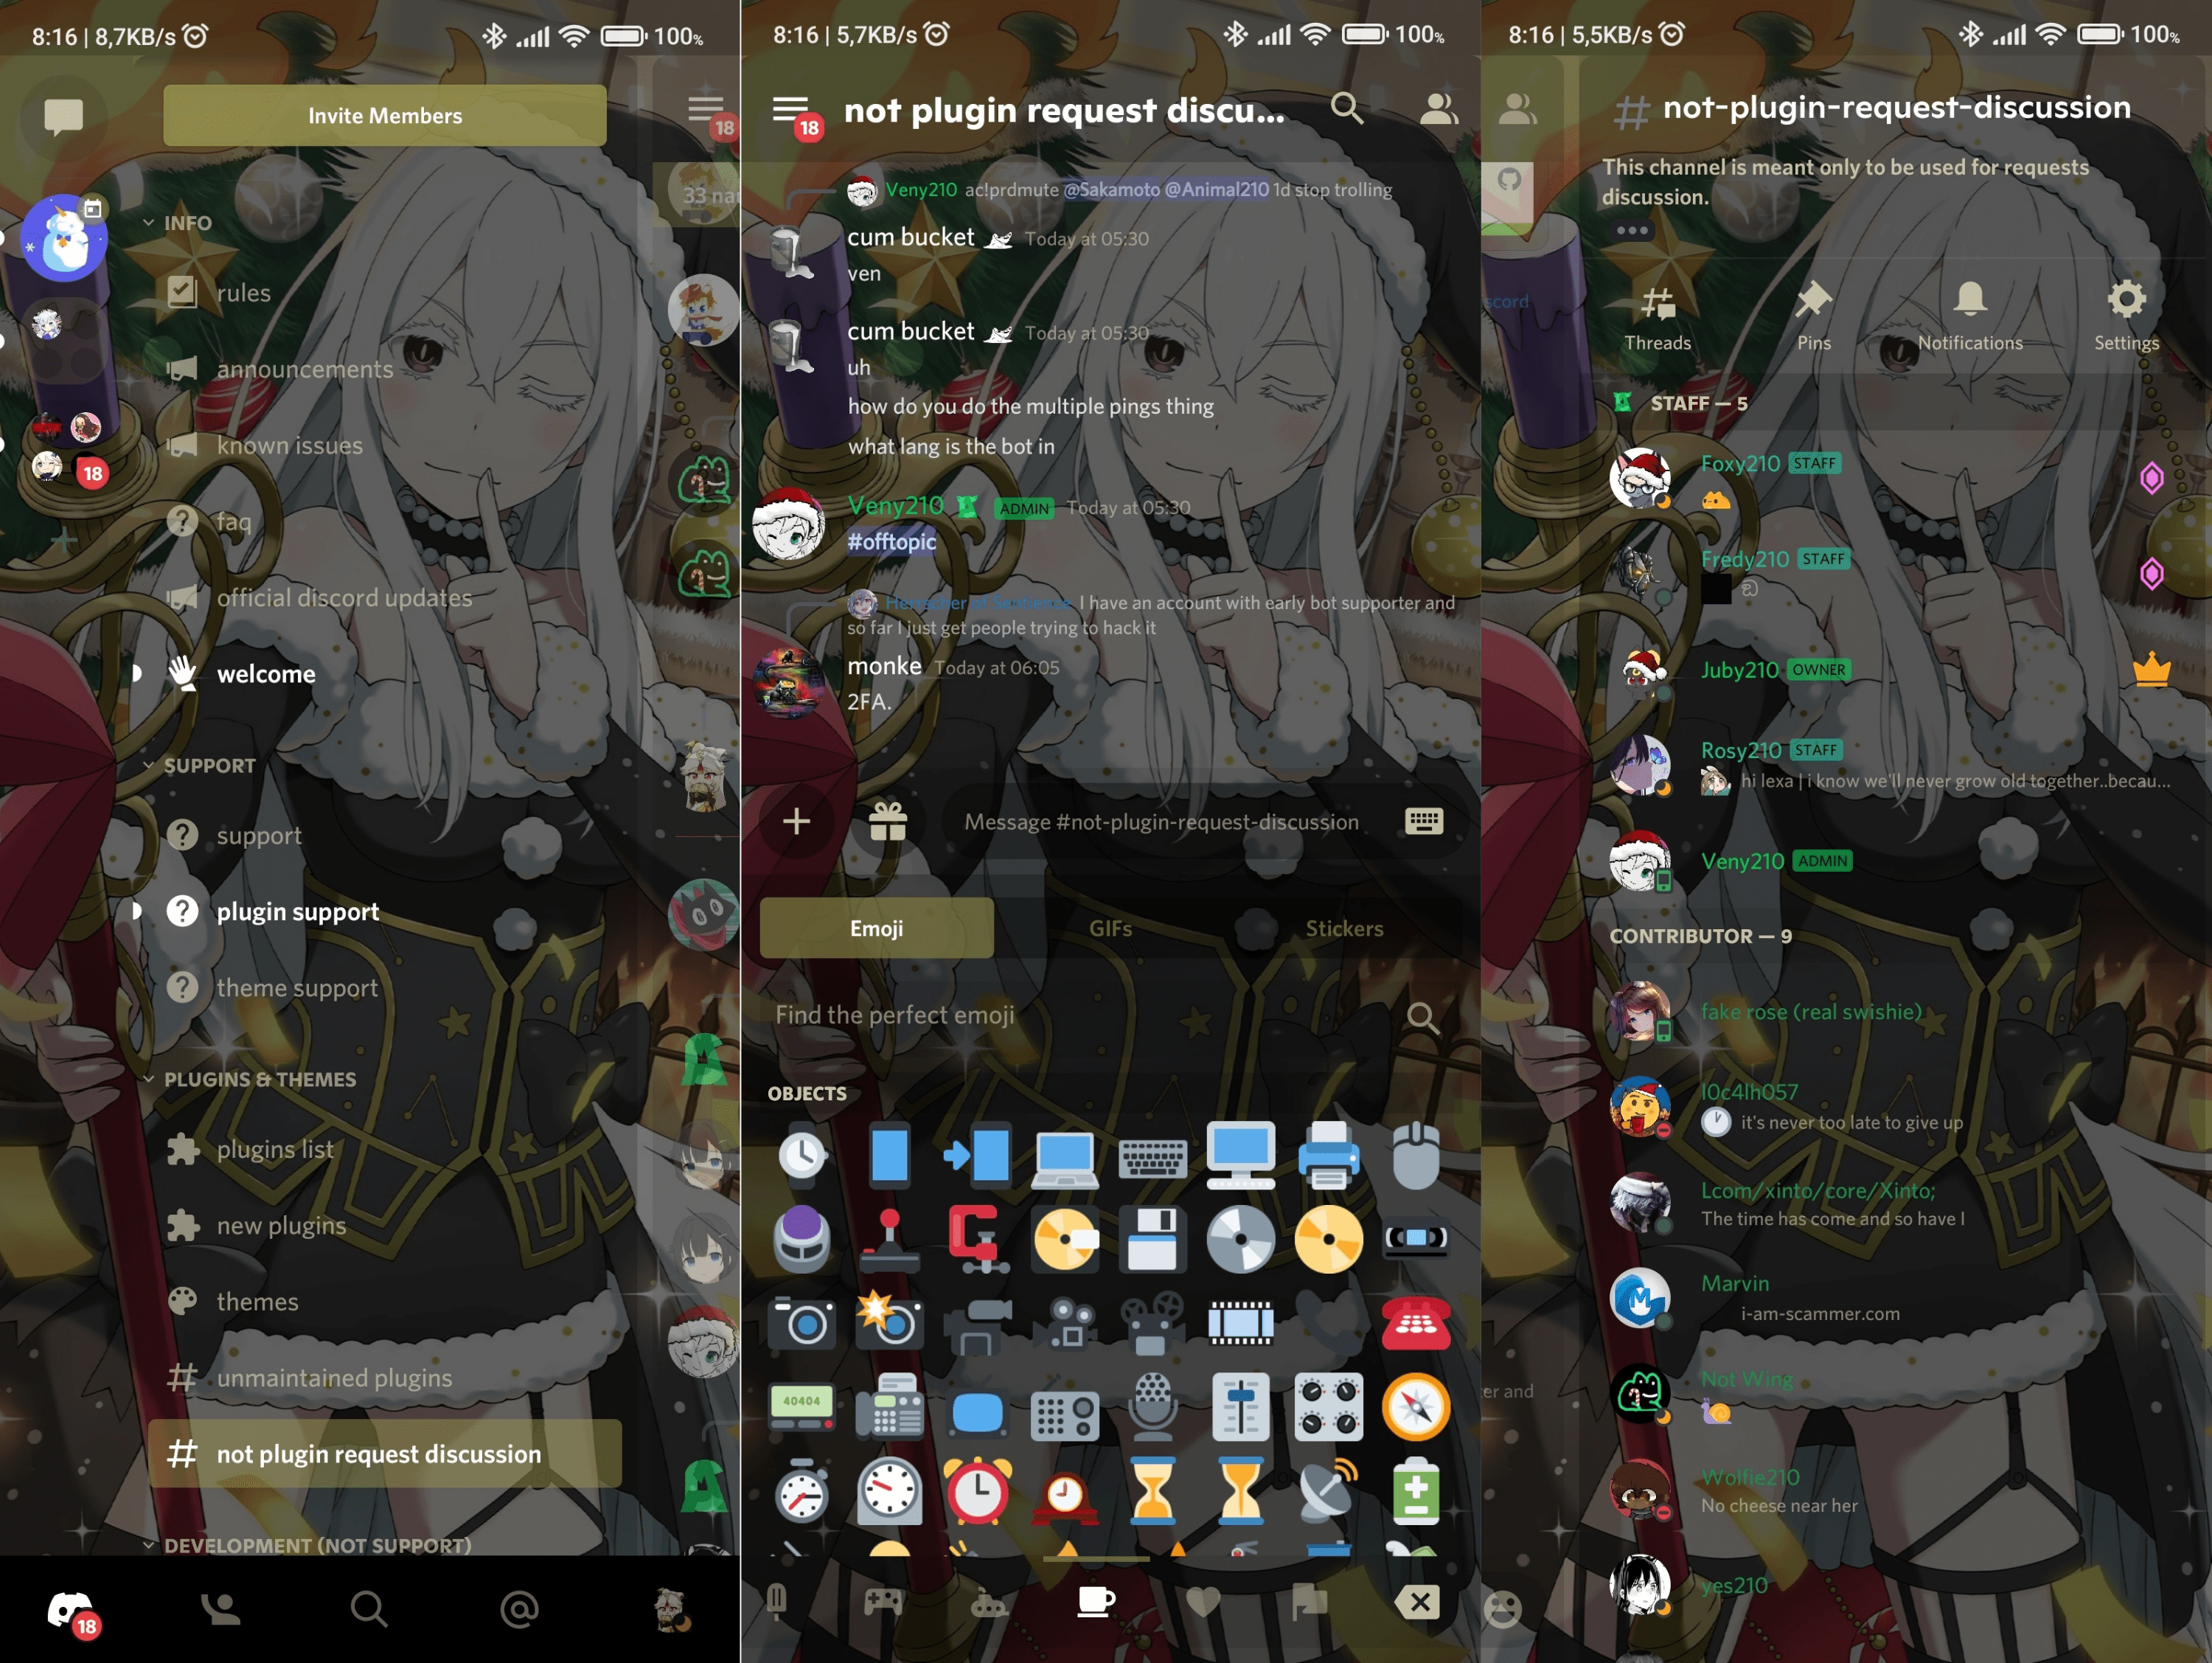 8:16 | 8,7KB/s
100%
Invite Members
18
33
INFO
rules
announcements
known issues
18
faq
official discord updates
welcome
SUPPORT
support
plugin support
theme support
PLUGINS & THEMES
plugins list
new plugins
themes
unmaintained plugins
not plugin request discussion
DEVELOPMENT (NOT SUPPORT)
18
8:16 | 5,7KB/s
100%
18
not plugin request discu...
Veny210 ac!prdmute @Sakamoto @Animal210 1d stop trolling
cum bucket Today at 05:30
ven
cum bucket Today at 05:30
uh
how do you do the multiple pings thing
what lang is the bot in
Veny210 ADMIN Today at 05:30
#offtopic
Herrscher of Sentience I have an account with early bot supporter and
so far I just get people trying to hack it
monke Today at 06:05
2FA.
Message #not-plugin-request-discussion
Emoji
GIFs
Stickers
Find the perfect emoji
OBJECTS
40404
8:16 | 5,5KB/s
100%
not-plugin-request-discussion
This channel is meant only to be used for requests
discussion.
scord
Threads
Pins
Notifications
Settings
STAFF — 5
Foxy210 STAFF
Fredy210 STAFF
Juby210 OWNER
Rosy210 STAFF
hi lexa | i know we'll never grow old together..becau...
Veny210 ADMIN
CONTRIBUTOR — 9
fake rose (real swishie)
l0c4lh057
it's never too late to give up
Lcom/xinto/core/Xinto;
The time has come and so have I
Marvin
i-am-scammer.com
er and
Not Wing
Wolfie210
No cheese near her
yes210